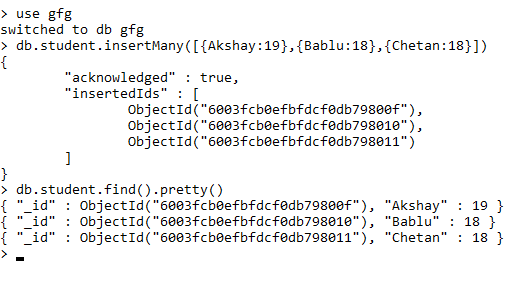 > use gfg
switched to db gfg
> db.student.insertMany([{Akshay:19},{Bablu:18},{Chetan:18}])
{
        "acknowledged" : true,
        "insertedIds" : [
                ObjectId("6003fcb0efbfdcf0db79800f"),
                ObjectId("6003fcb0efbfdcf0db798010"),
                ObjectId("6003fcb0efbfdcf0db798011")
        ]
}
> db.student.find().pretty()
{ "_id" : ObjectId("6003fcb0efbfdcf0db79800f"), "Akshay" : 19 }
{ "_id" : ObjectId("6003fcb0efbfdcf0db798010"), "Bablu" : 18 }
{ "_id" : ObjectId("6003fcb0efbfdcf0db798011"), "Chetan" : 18 }
>